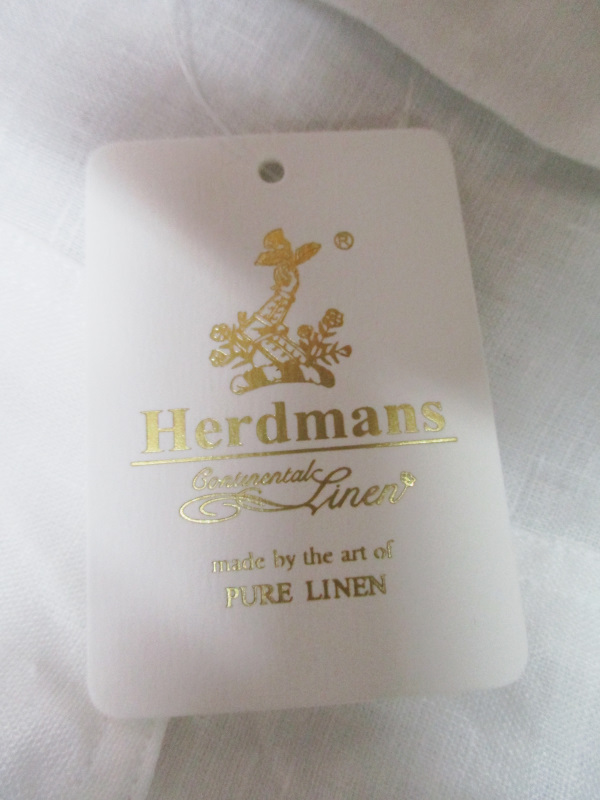 ®
Herdmans
Continental Linen
made by the art of
PURE LINEN